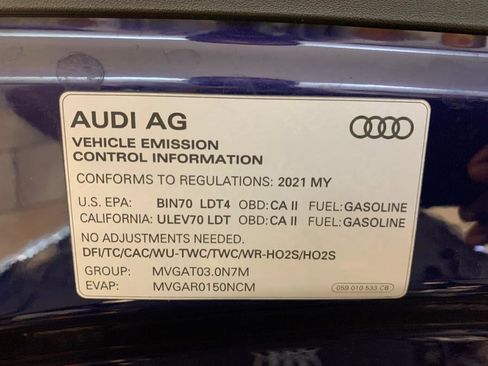 AUDI AG
VEHICLE EMISSION
CONTROL INFORMATION
CONFORMS TO REGULATIONS: 2021 MY
U.S. EPA: BIN70 LDT4 OBD: CA II FUEL: GASOLINE
CALIFORNIA: ULEV70 LDT OBD: CA II FUEL: GASOLINE
NO ADJUSTMENTS NEEDED.
DFI/TC/CAC/WU-TWC/TWC/WR-HO2S/HO2S
GROUP: MVGAT03.0N7M
EVAP: MVGAR0150NCM
059 010 533 CB